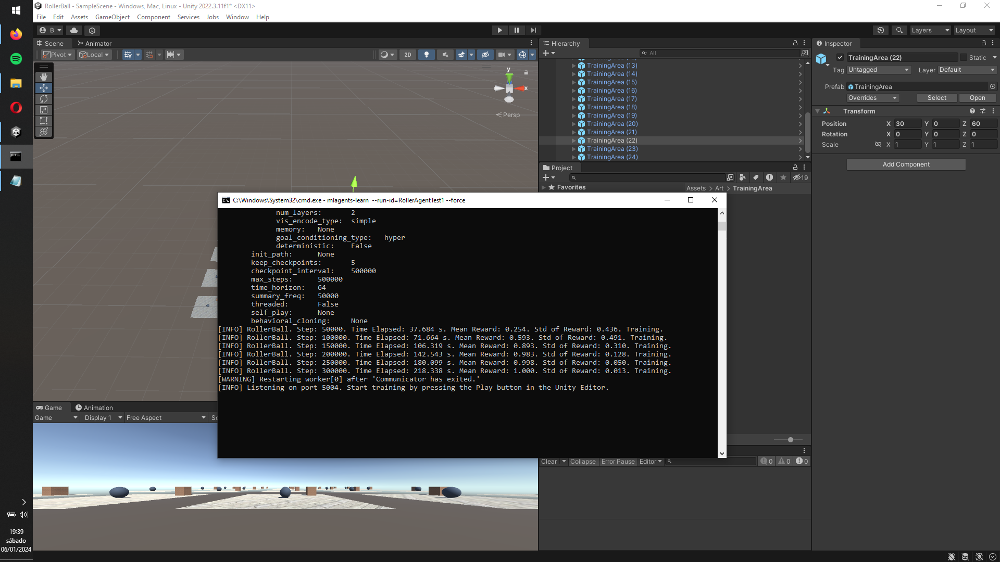 RollerBall - SampleScene - Windows, Mac, Linux - Unity 2022.3.11f1* <DX11>
File Edit Assets GameObject Component Services Jobs Window Help
B
Layers
Layout
Scene
Animator
Pivot
Local
2D
y
x
Persp
Hierarchy
All
TrainingArea (13)
TrainingArea (14)
TrainingArea (15)
TrainingArea (16)
TrainingArea (17)
TrainingArea (18)
TrainingArea (19)
TrainingArea (20)
TrainingArea (21)
TrainingArea (22)
TrainingArea (23)
TrainingArea (24)
Project
19
Favorites
Assets > Art > TrainingArea
Inspector
TrainingArea (22)
Static
Tag Untagged Layer Default
Prefab TrainingArea
Overrides Select Open
Transform
Position X 30 Y 0 Z 60
Rotation X 0 Y 0 Z 0
Scale X 1 Y 1 Z 1
Add Component
C:\Windows\System32\cmd.exe - mlagents-learn --run-id=RollerAgentTest1 --force
num_layers: 2
vis_encode_type: simple
memory: None
goal_conditioning_type: hyper
deterministic: False
init_path: None
keep_checkpoints: 5
checkpoint_interval: 500000
max_steps: 500000
time_horizon: 64
summary_freq: 50000
threaded: False
self_play: None
behavioral_cloning: None
[INFO] RollerBall. Step: 50000. Time Elapsed: 37.684 s. Mean Reward: 0.254. Std of Reward: 0.436. Training.
[INFO] RollerBall. Step: 100000. Time Elapsed: 71.664 s. Mean Reward: 0.593. Std of Reward: 0.491. Training.
[INFO] RollerBall. Step: 150000. Time Elapsed: 106.319 s. Mean Reward: 0.893. Std of Reward: 0.310. Training.
[INFO] RollerBall. Step: 200000. Time Elapsed: 142.543 s. Mean Reward: 0.983. Std of Reward: 0.128. Training.
[INFO] RollerBall. Step: 250000. Time Elapsed: 180.099 s. Mean Reward: 0.998. Std of Reward: 0.050. Training.
[INFO] RollerBall. Step: 300000. Time Elapsed: 218.338 s. Mean Reward: 1.000. Std of Reward: 0.013. Training.
[WARNING] Restarting worker[0] after 'Communicator has exited.'
[INFO] Listening on port 5004. Start training by pressing the Play button in the Unity Editor.
Game
Animation
Game Display 1 Free Aspect Sc
Clear Collapse Error Pause Editor 0 0 0
19:39
sábado
06/01/2024